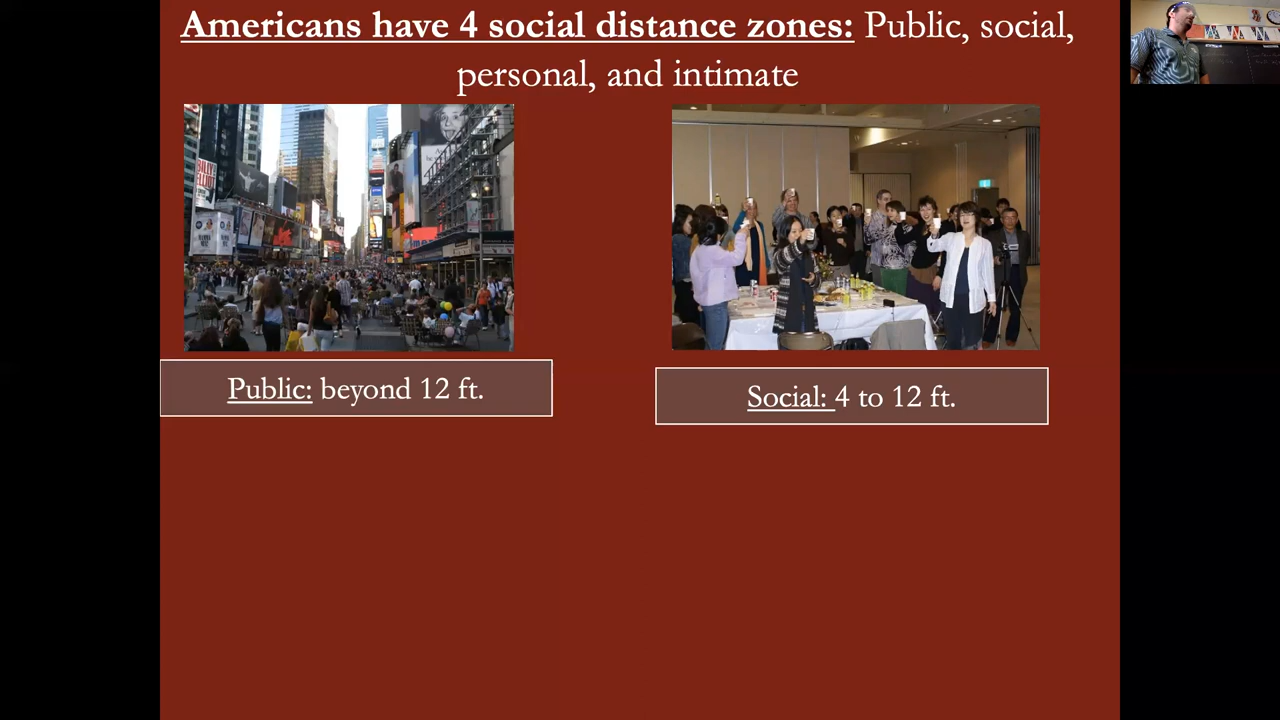 Americans have 4 social distance zones: Public, social,
personal, and intimate
Public: beyond 12 ft.
Social: 4 to 12 ft.